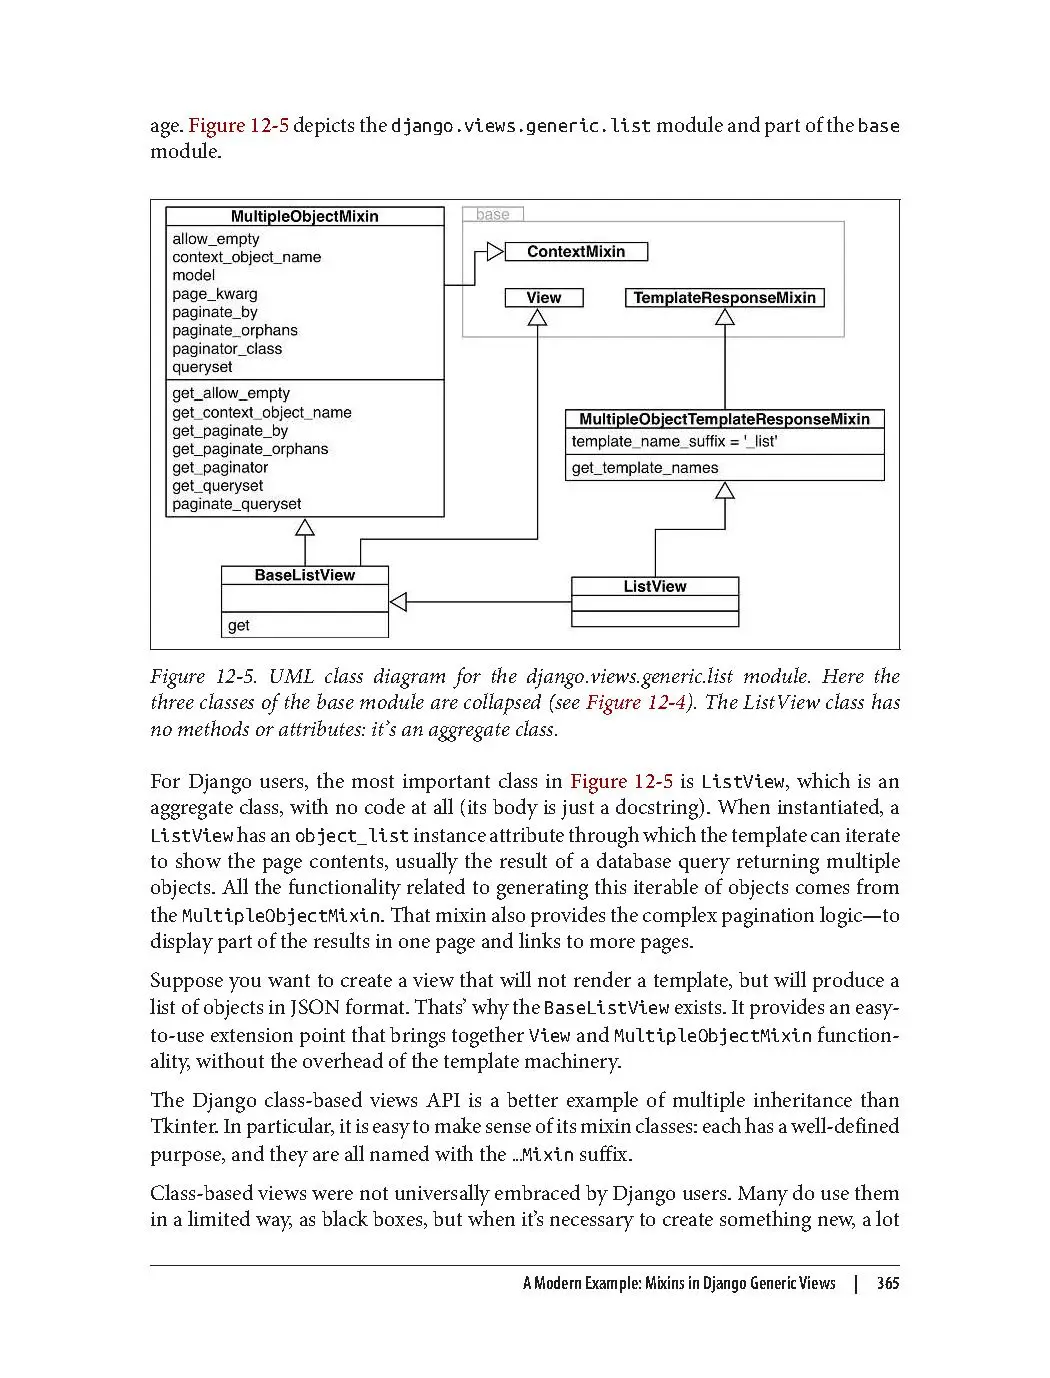 age. Figure 12-5 depicts the django.views.generic.list module and part of the base
module.
MultipleObjectMixin
allow_empty
context_object_name
model
page_kwarg
paginate_by
paginate_orphans
paginator_class
queryset
get_allow_empty
get_context_object_name
get_paginate_by
get_paginate_orphans
get_paginator
get_queryset
paginate_queryset
base
ContextMixin
View
TemplateResponseMixin
MultipleObjectTemplateResponseMixin
template_name_suffix = '_list'
get_template_names
BaseListView
get
ListView
Figure 12-5. UML class diagram for the django.views.generic.list module. Here the
three classes of the base module are collapsed (see Figure 12-4). The ListView class has
no methods or attributes: it’s an aggregate class.
For Django users, the most important class in Figure 12-5 is ListView, which is an
aggregate class, with no code at all (its body is just a docstring). When instantiated, a
ListView has an object_list instance attribute through which the template can iterate
to show the page contents, usually the result of a database query returning multiple
objects. All the functionality related to generating this iterable of objects comes from
the MultipleObjectMixin. That mixin also provides the complex pagination logic—to
display part of the results in one page and links to more pages.
Suppose you want to create a view that will not render a template, but will produce a
list of objects in JSON format. Thats’ why the BaseListView exists. It provides an easy-
to-use extension point that brings together View and MultipleObjectMixin function-
ality, without the overhead of the template machinery.
The Django class-based views API is a better example of multiple inheritance than
Tkinter. In particular, it is easy to make sense of its mixin classes: each has a well-defined
purpose, and they are all named with the …Mixin suffix.
Class-based views were not universally embraced by Django users. Many do use them
in a limited way, as black boxes, but when it’s necessary to create something new, a lot
A Modern Example: Mixins in Django Generic Views | 365